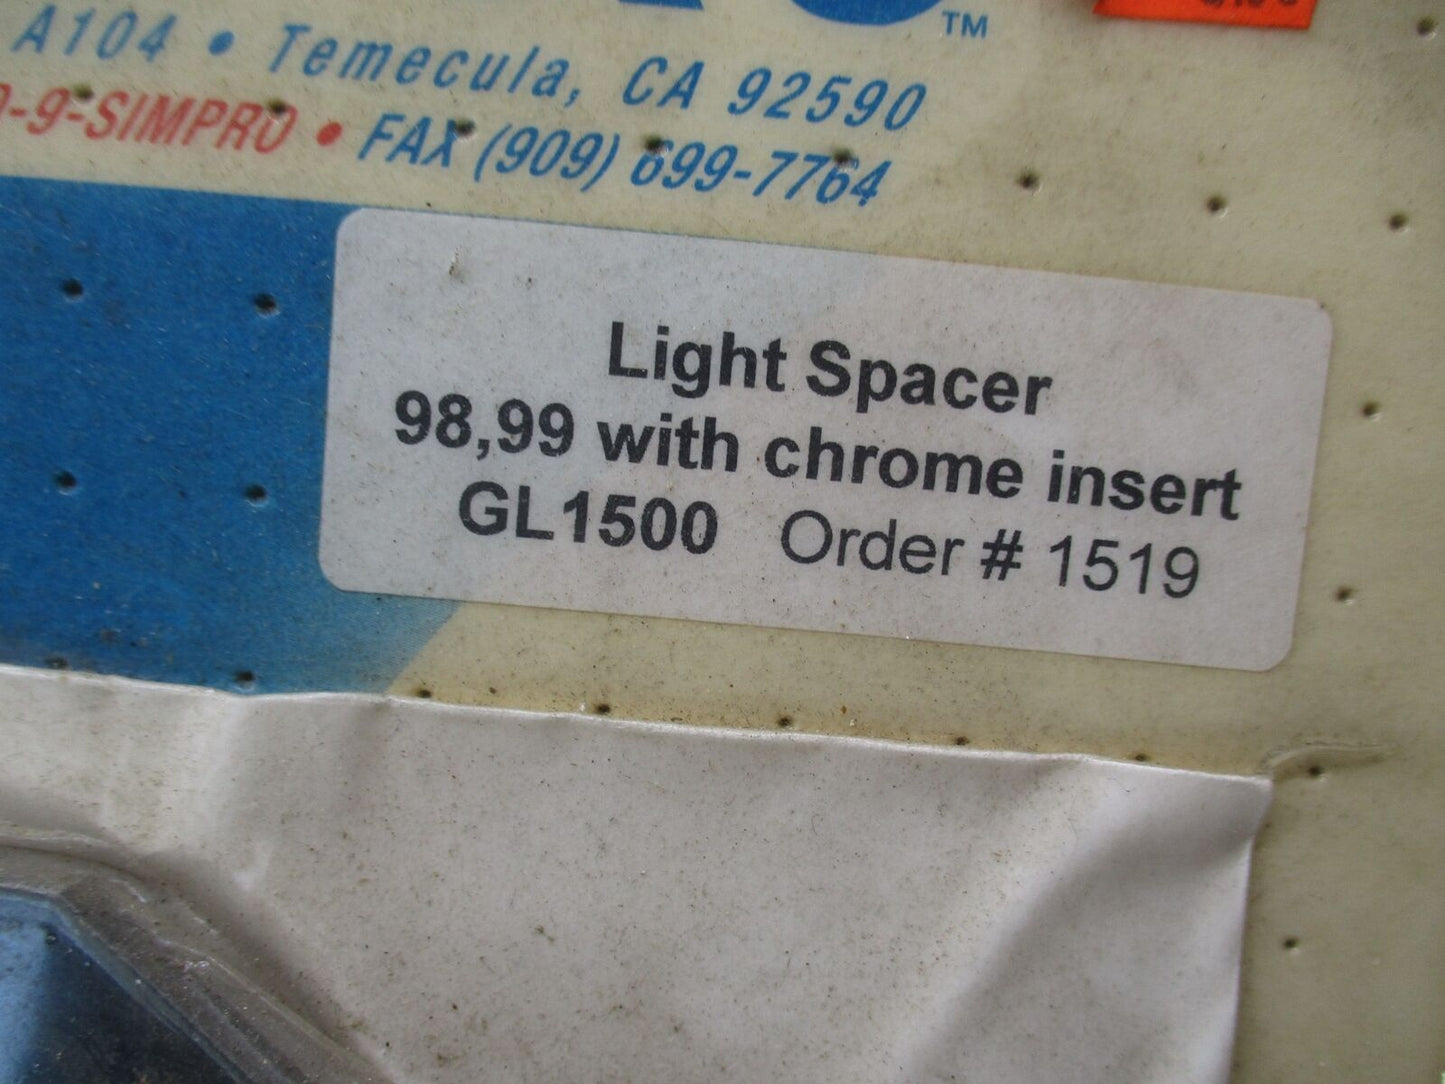 TM
A104 • Temecula, CA 92590
-9-SIMPRO • FAX (909) 699-7764
Light Spacer
98,99 with chrome insert
GL1500 Order # 1519